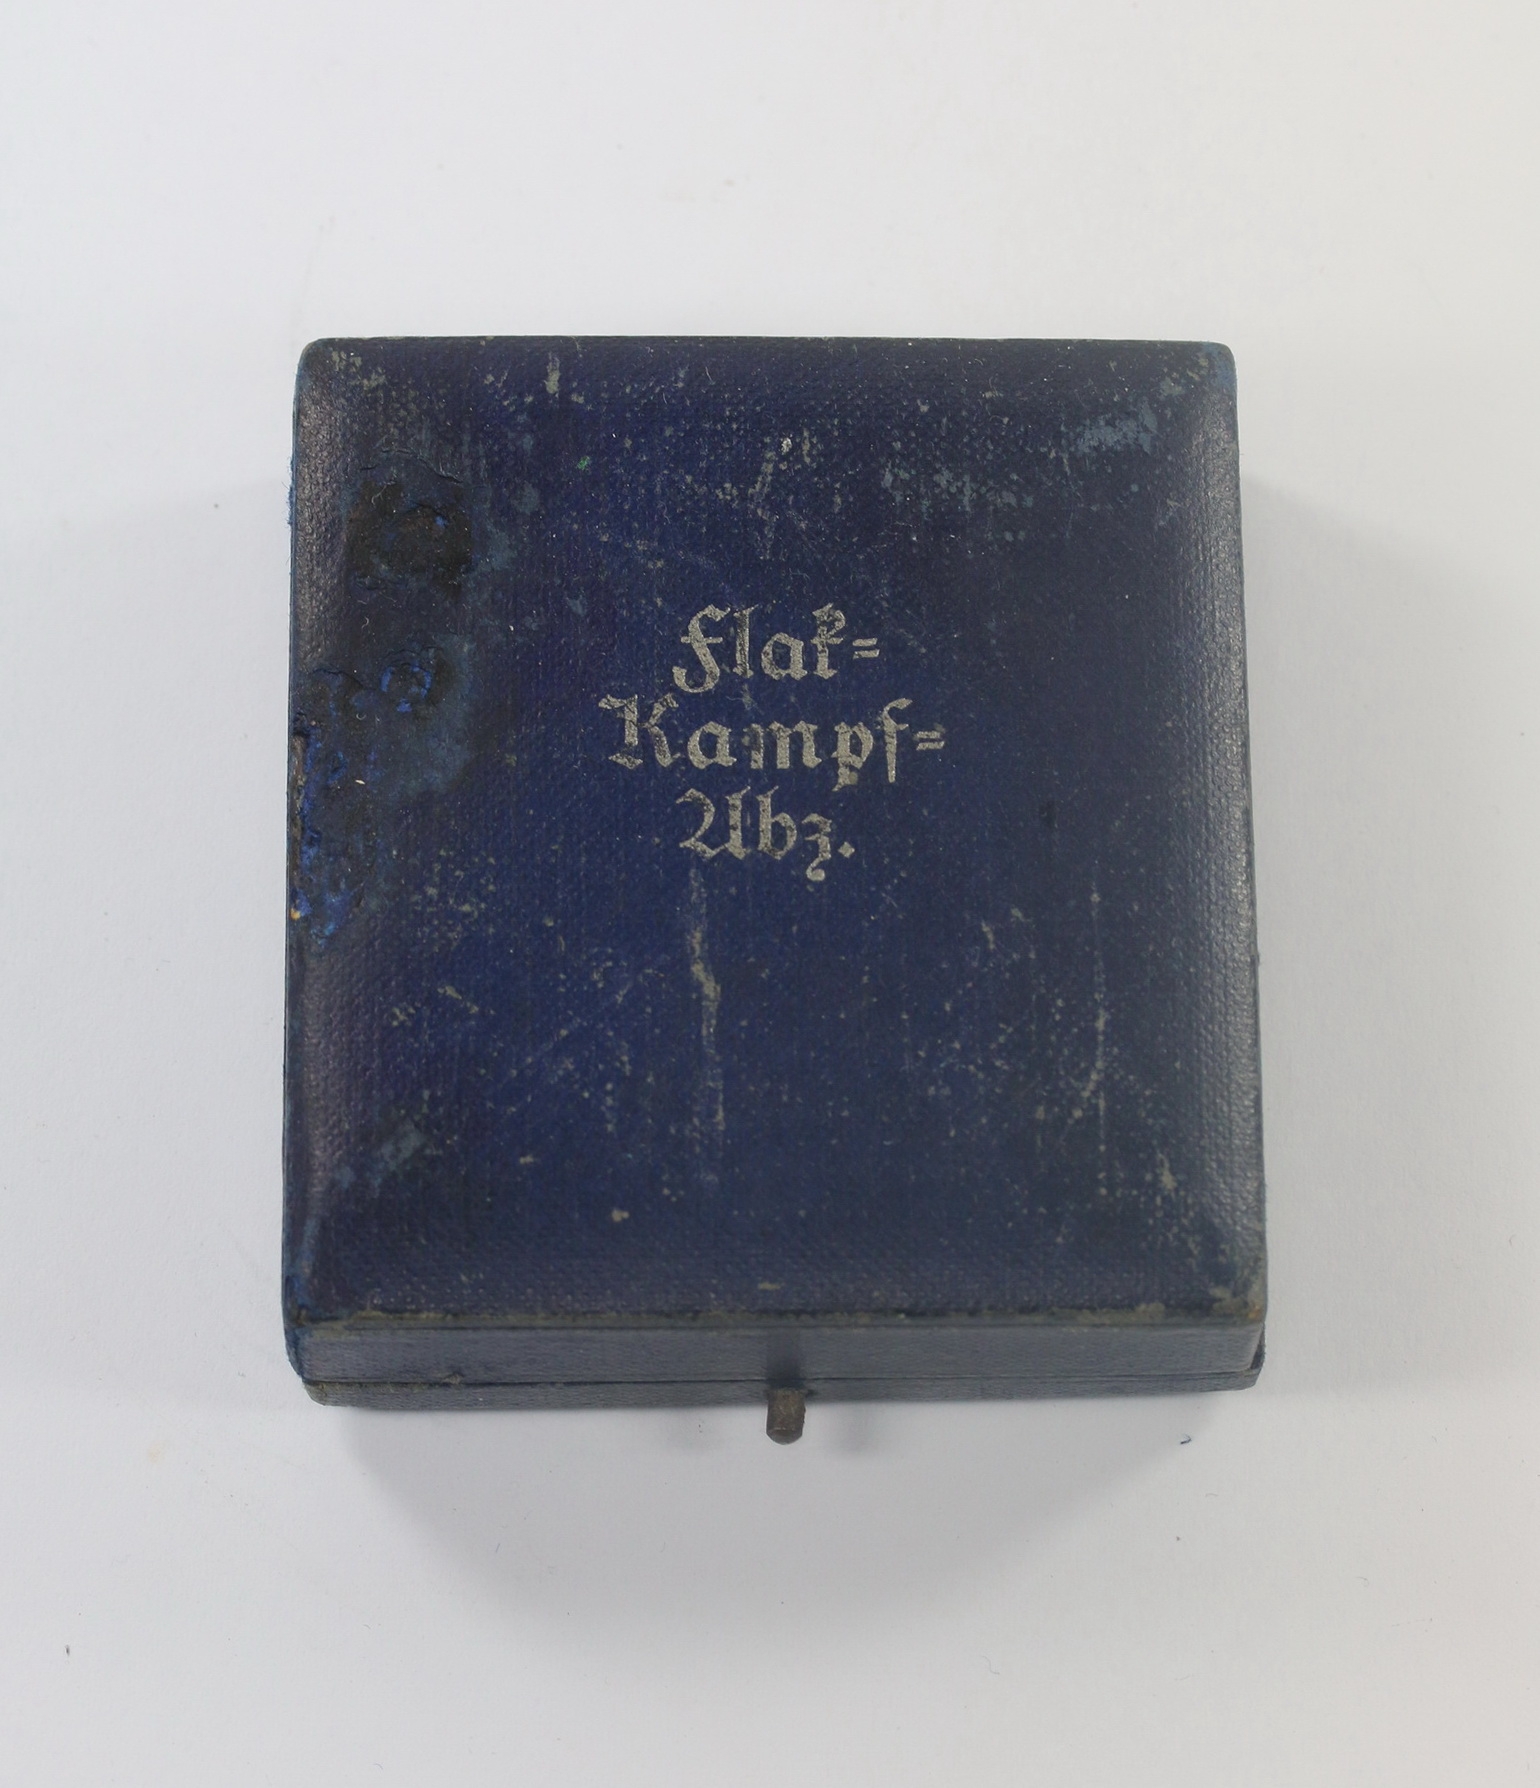 Flak-
Kampf-
Abz.